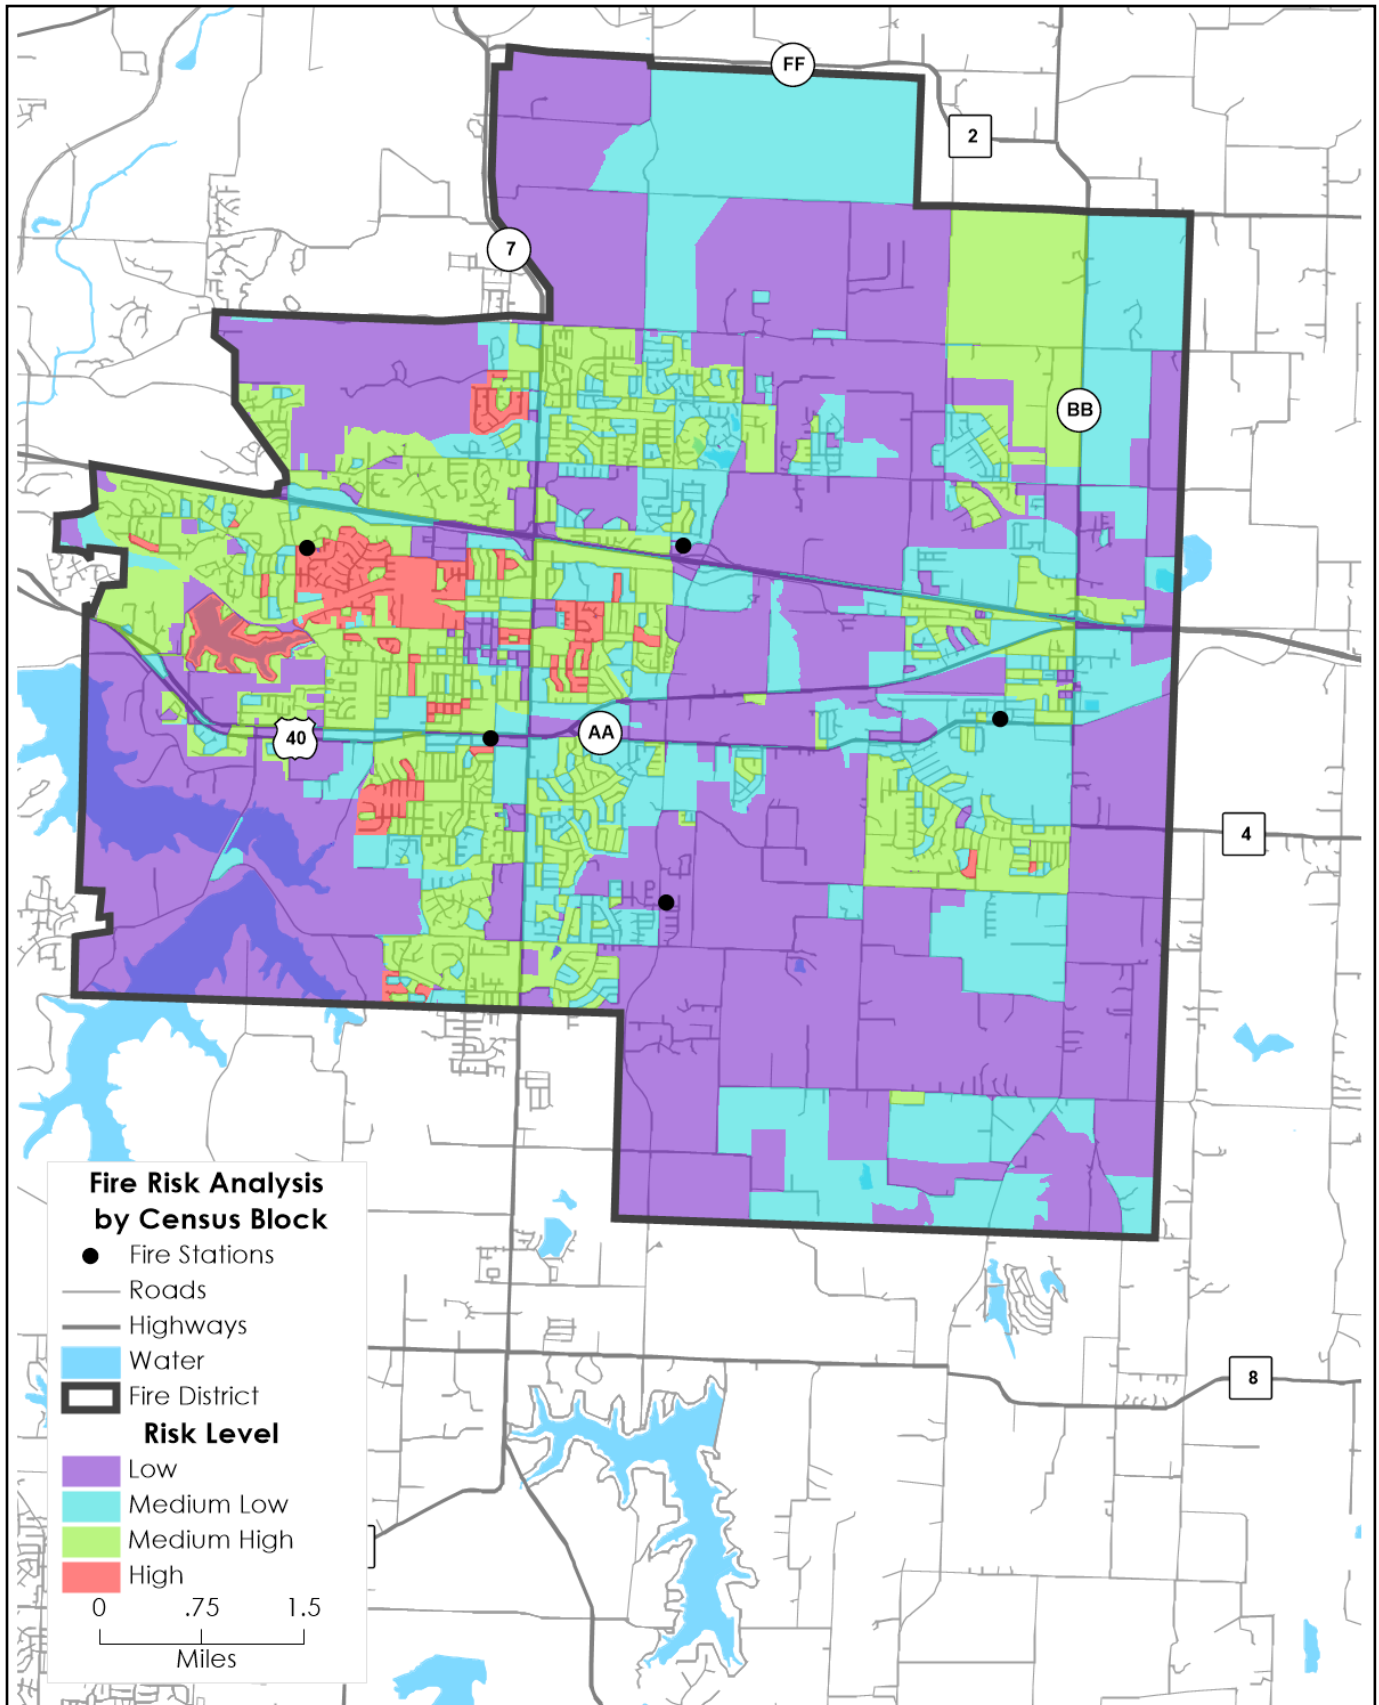 FF
2
7
BB
40
AA
4
8
Fire Risk Analysis
by Census Block
Fire Stations
Roads
Highways
Water
Fire District
Risk Level
Low
Medium Low
Medium High
High
0 .75 1.5
Miles